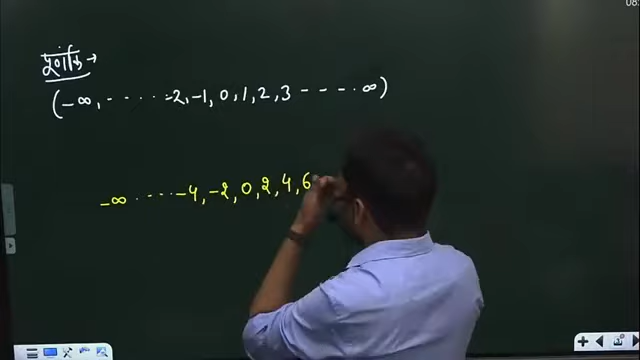 पूर्णांक →
(-∞, ------ -2, -1, 0, 1, 2, 3 ---- ∞)
-∞ ----- -4, -2, 0, 2, 4, 6